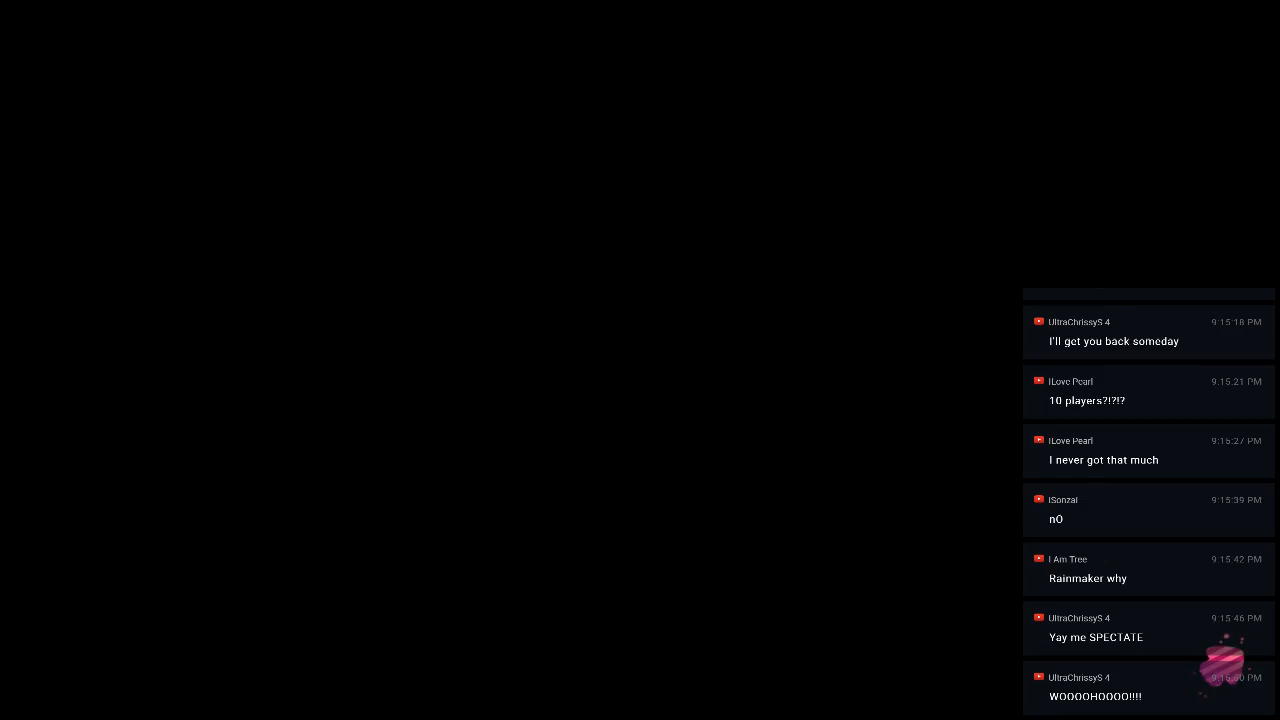 UltraChrissyS 4 9:15:18 PM
I'll get you back someday
ILove Pearl 9:15:21 PM
10 players?!?!?
ILove Pearl 9:15:27 PM
I never got that much
iSonzai 9:15:39 PM
nO
I Am Tree 9:15:42 PM
Rainmaker why
UltraChrissyS 4 9:15:46 PM
Yay me SPECTATE
UltraChrissyS 4 PM
WOOOOHOOOO!!!!